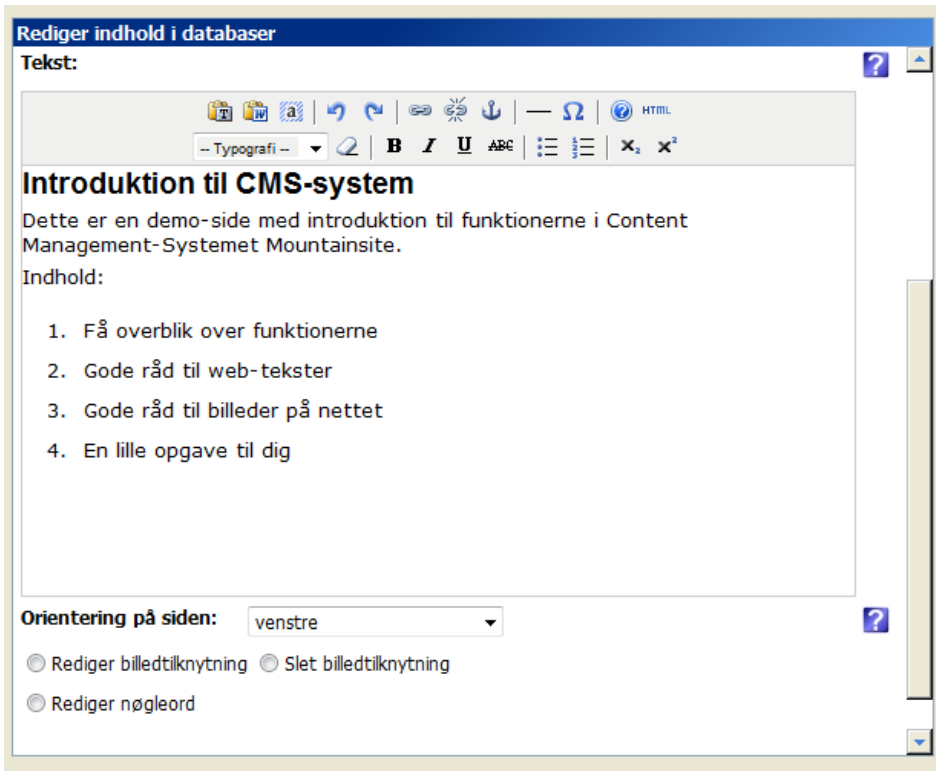 Rediger indhold i databaser
Tekst:
HTML
-- Typografi --
B I U ABC X₂ X²
Introduktion til CMS-system
Dette er en demo-side med introduktion til funktionerne i Content
Management-Systemet Mountainsite.
Indhold:
1. Få overblik over funktionerne
2. Gode råd til web-tekster
3. Gode råd til billeder på nettet
4. En lille opgave til dig
Orientering på siden: venstre
Rediger billedtilknytning Slet billedtilknytning
Rediger nøgleord